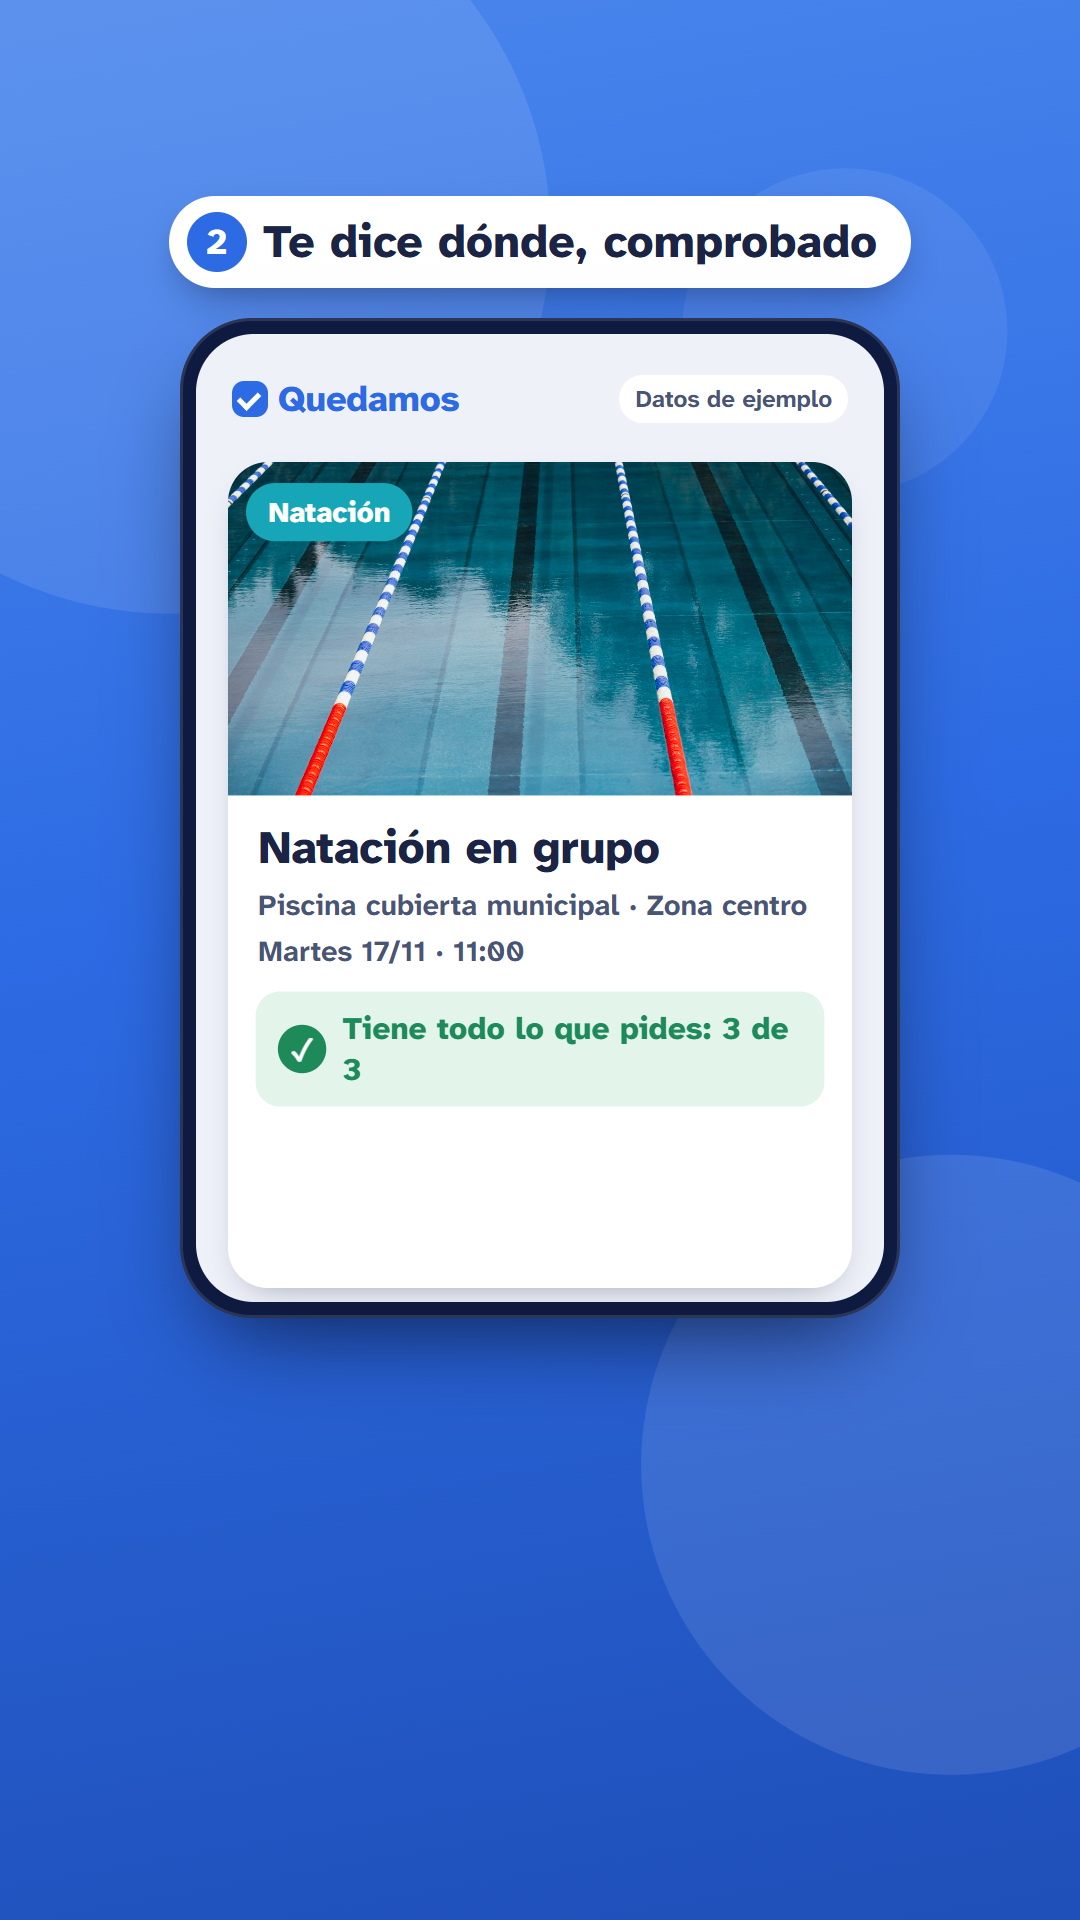 2 Te dice dónde, comprobado
Quedamos
Datos de ejemplo
Natación
Natación en grupo
Piscina cubierta municipal · Zona centro
Martes 17/11 · 11:00
Tiene todo lo que pides: 3 de
3